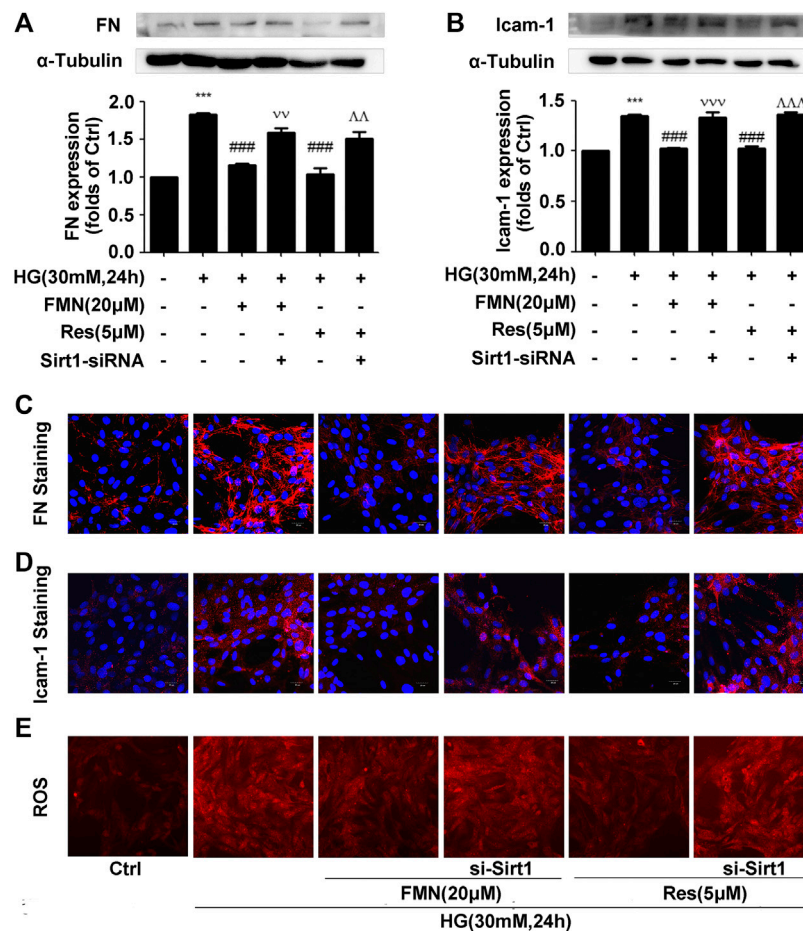 A
FN
α-Tubulin
FN expression
(folds of Ctrl)
2.0
1.5
1.0
0.5
0.0
***
###
νν
###
ΛΛ
HG(30mM,24h) - + + + + +
FMN(20μM) - - + + - -
Res(5μM) - - - - + +
Sirt1-siRNA - - - + - +
B
Icam-1
α-Tubulin
Icam-1 expression
(folds of Ctrl)
1.5
1.0
0.5
0.0
***
###
ννν
###
ΛΛΛ
HG(30mM,24h) - + + + + +
FMN(20μM) - - + + - -
Res(5μM) - - - - + +
Sirt1-siRNA - - - + - +
C
FN Staining
D
Icam-1 Staining
E
ROS
Ctrl
si-Sirt1
si-Sirt1
FMN(20μM)
Res(5μM)
HG(30mM,24h)